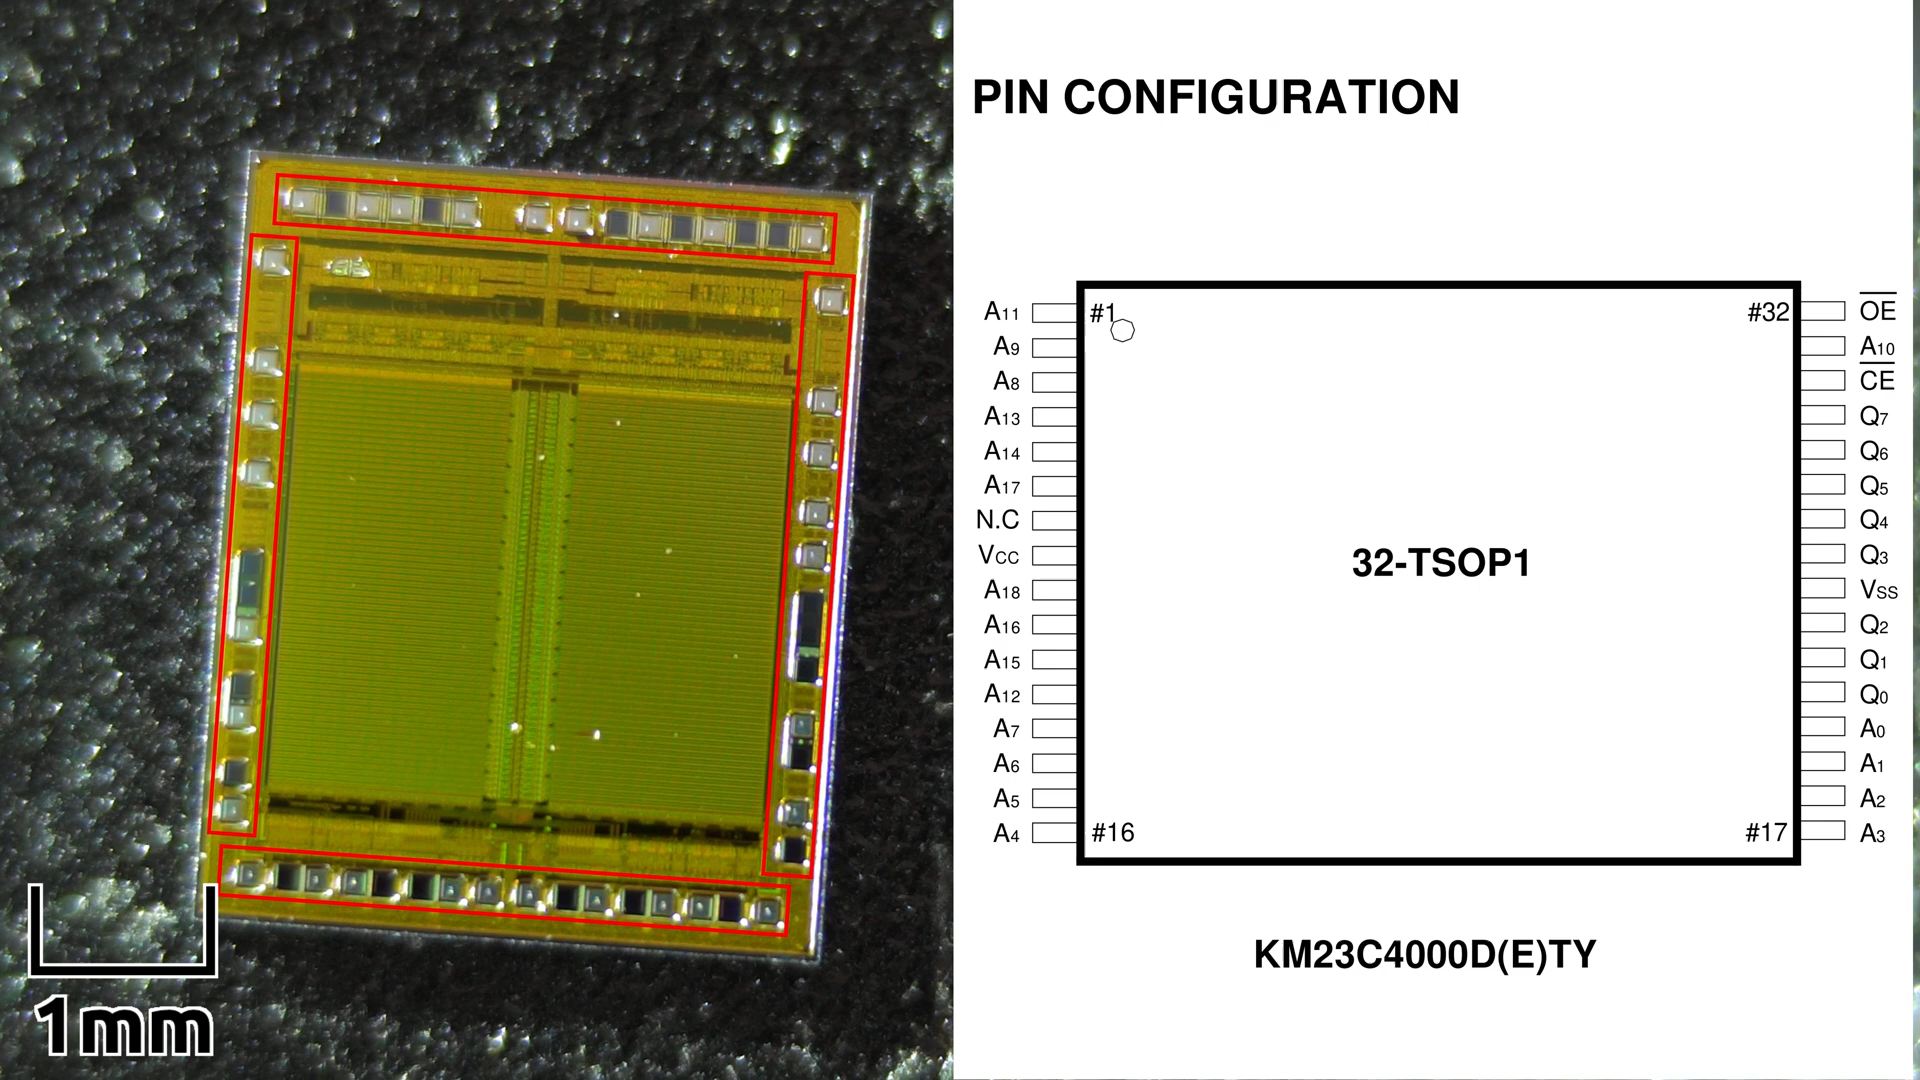 PIN CONFIGURATION
A11 #1 #32 OE
A9 A10
A8 CE
A13 Q7
A14 Q6
A17 Q5
N.C Q4
VCC 32-TSOP1 Q3
A18 VSS
A16 Q2
A15 Q1
A12 Q0
A7 A0
A6 A1
A5 A2
A4 #16 #17 A3
KM23C4000D(E)TY
1mm